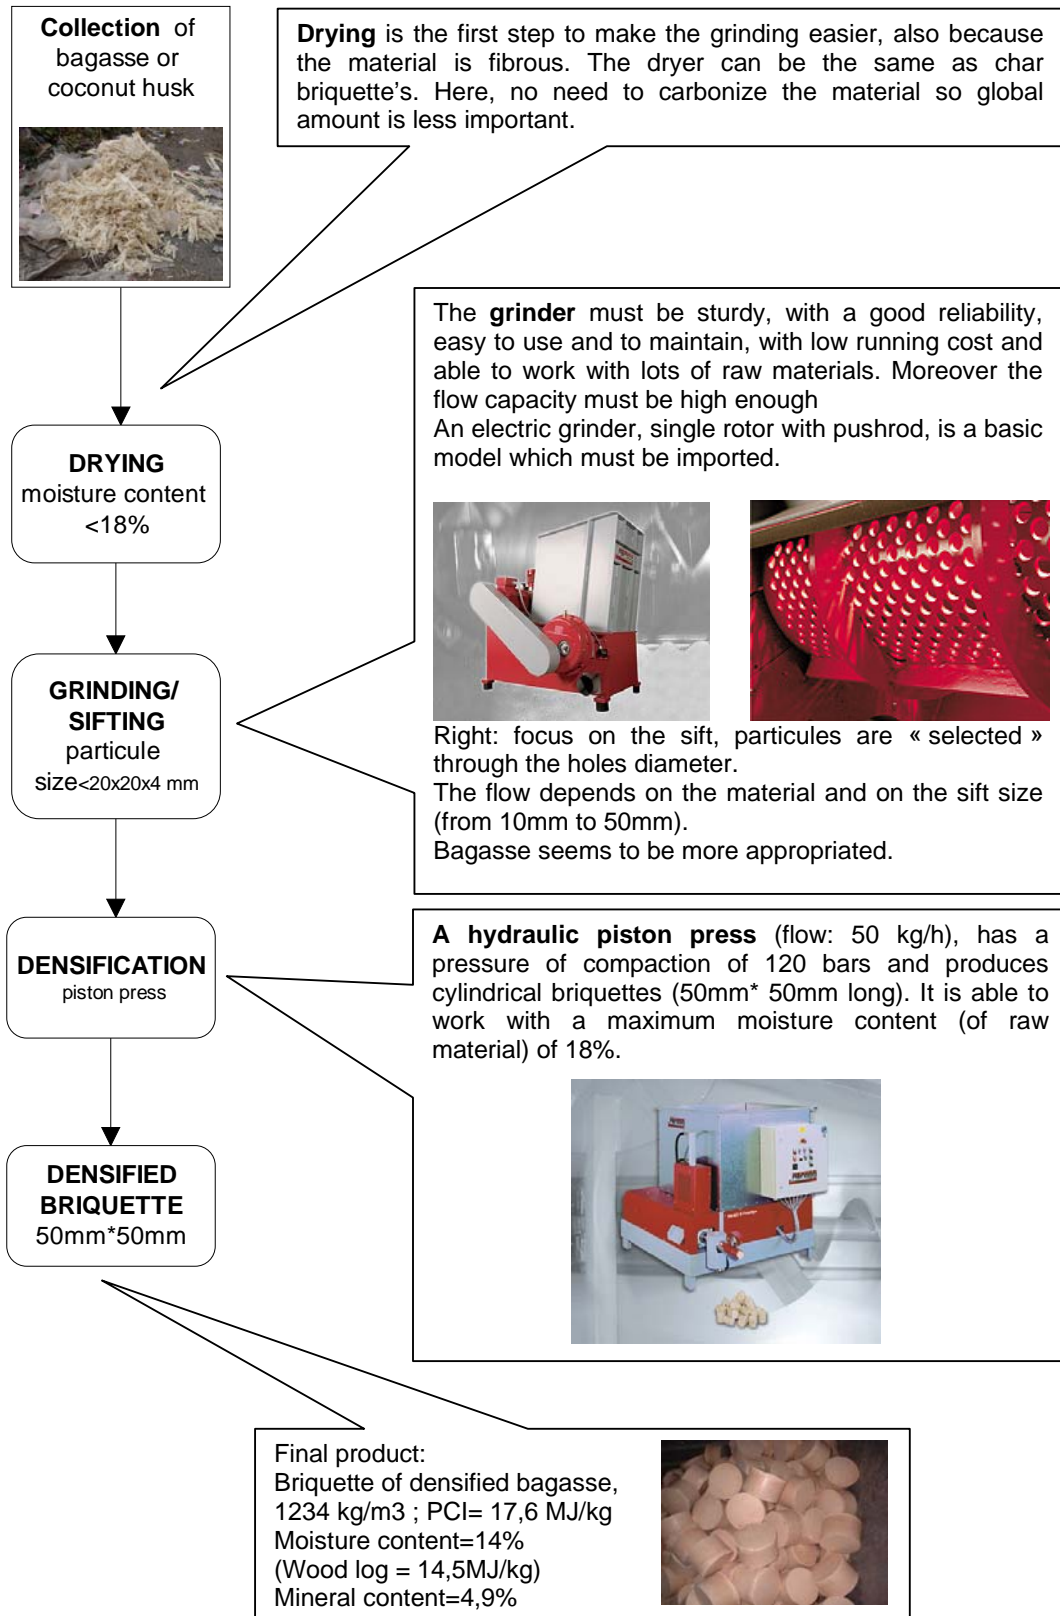 Collection of
bagasse or
coconut husk
Drying is the first step to make the grinding easier, also because
the material is fibrous. The dryer can be the same as char
briquette's. Here, no need to carbonize the material so global
amount is less important.
DRYING
moisture content
<18%
The grinder must be sturdy, with a good reliability,
easy to use and to maintain, with low running cost and
able to work with lots of raw materials. Moreover the
flow capacity must be high enough
An electric grinder, single rotor with pushrod, is a basic
model which must be imported.
GRINDING/
SIFTING
particule
size<20x20x4 mm
Right: focus on the sift, particules are « selected »
through the holes diameter.
The flow depends on the material and on the sift size
(from 10mm to 50mm).
Bagasse seems to be more appropriated.
DENSIFICATION
piston press
A hydraulic piston press (flow: 50 kg/h), has a
pressure of compaction of 120 bars and produces
cylindrical briquettes (50mm* 50mm long). It is able to
work with a maximum moisture content (of raw
material) of 18%.
DENSIFIED
BRIQUETTE
50mm*50mm
Final product:
Briquette of densified bagasse,
1234 kg/m3 ; PCI= 17,6 MJ/kg
Moisture content=14%
(Wood log = 14,5MJ/kg)
Mineral content=4,9%